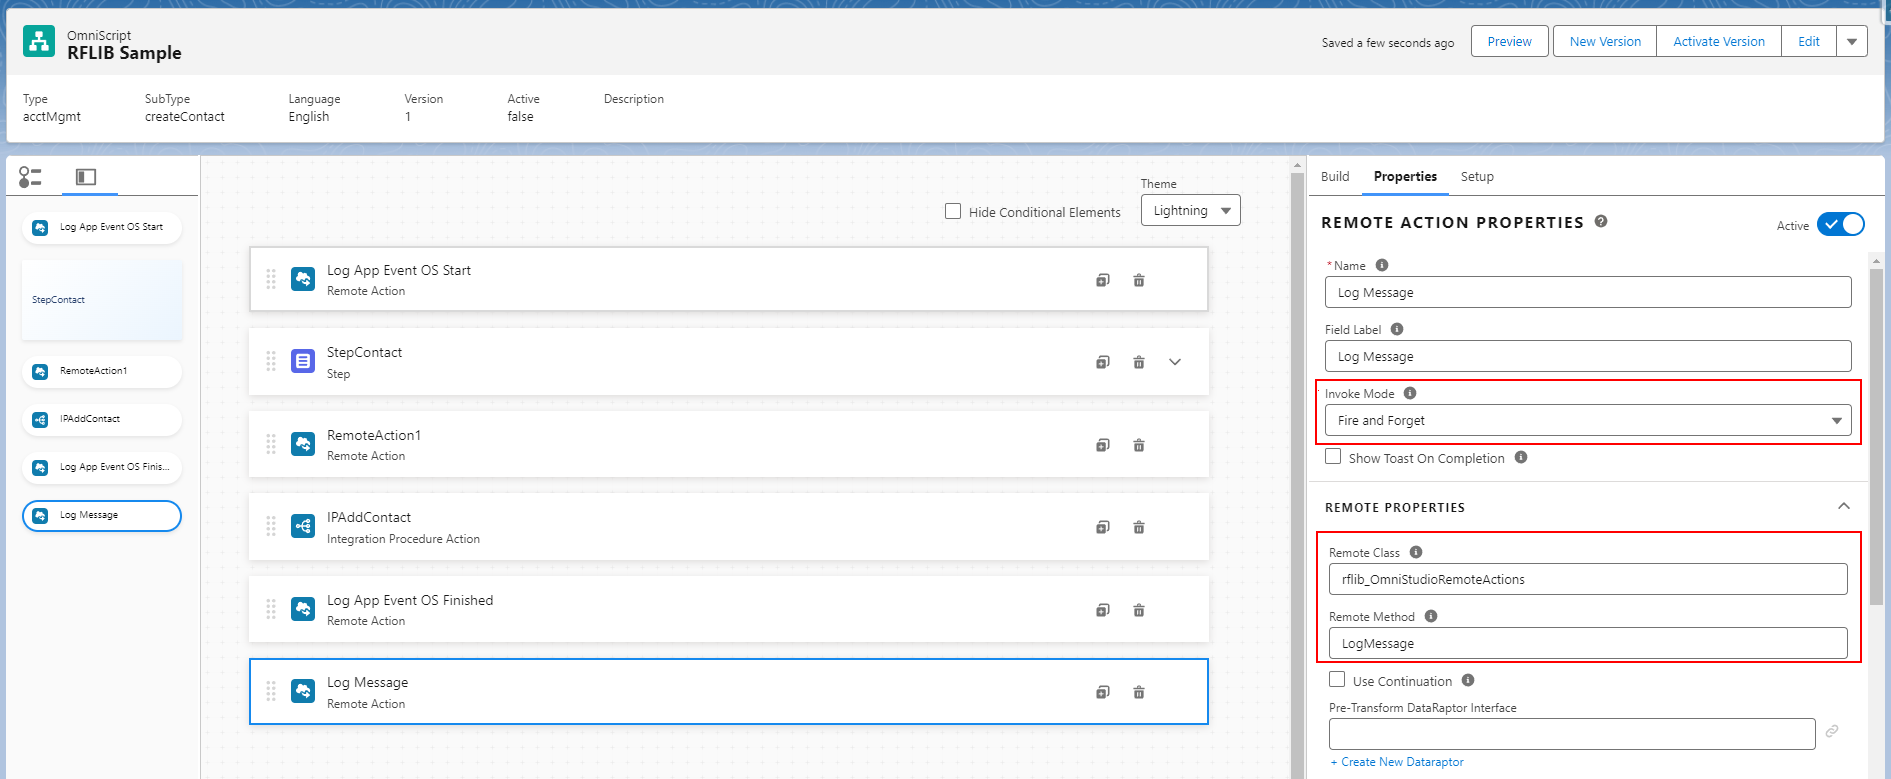 OmniScript
RFLIB Sample
Saved a few seconds ago
Preview
New Version
Activate Version
Edit
Type
SubType
Language
Version
Active
Description
acctMgmt
createContact
English
1
false
Log App Event OS Start
StepContact
RemoteAction1
IPAddContact
Log App Event OS Finis...
Log Message
Theme
Hide Conditional Elements
Lightning
Log App Event OS Start
Remote Action
StepContact
Step
RemoteAction1
Remote Action
IPAddContact
Integration Procedure Action
Log App Event OS Finished
Remote Action
Log Message
Remote Action
Build
Properties
Setup
REMOTE ACTION PROPERTIES
Active
*Name
Log Message
Field Label
Log Message
Invoke Mode
Fire and Forget
Show Toast On Completion
REMOTE PROPERTIES
Remote Class
rflib_OmniStudioRemoteActions
Remote Method
LogMessage
Use Continuation
Pre-Transform DataRaptor Interface
+ Create New Dataraptor